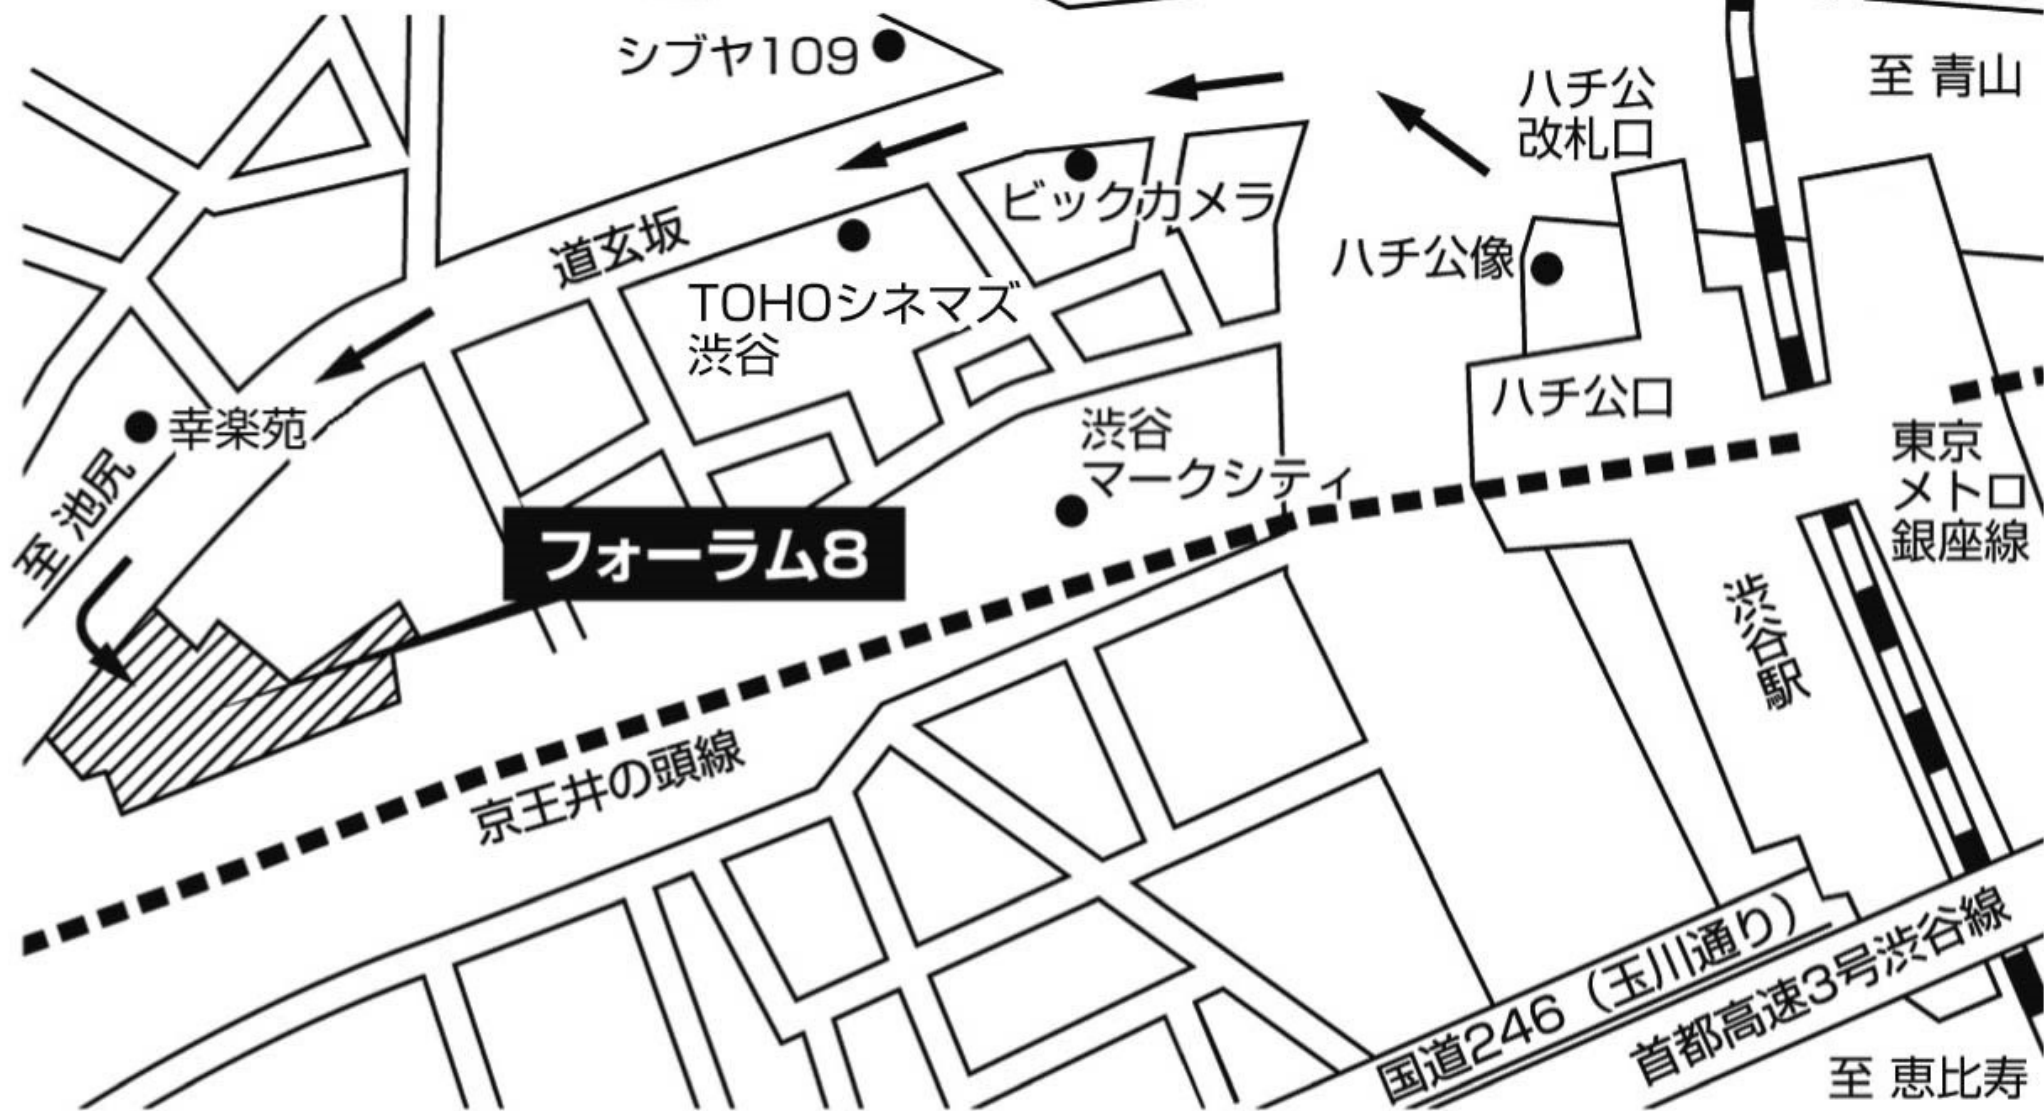 シブヤ109
ハチ公
改札口
至 青山
ビックカメラ
道玄坂
ハチ公像
TOHOシネマズ
渋谷
ハチ公口
幸楽苑
渋谷
マークシティ
東京
メトロ
銀座線
至 池尻
フォーラム8
渋谷駅
京王井の頭線
国道246（玉川通り）
首都高速3号渋谷線
至 恵比寿